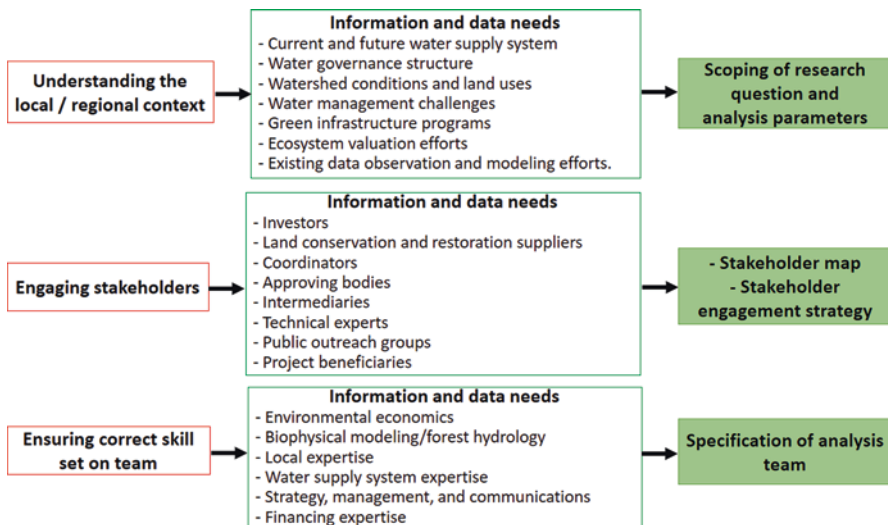 Understanding the
local / regional context
Information and data needs
- Current and future water supply system
- Water governance structure
- Watershed conditions and land uses
- Water management challenges
- Green infrastructure programs
- Ecosystem valuation efforts
- Existing data observation and modeling efforts.
Scoping of research
question and
analysis parameters
Engaging stakeholders
Information and data needs
- Investors
- Land conservation and restoration suppliers
- Coordinators
- Approving bodies
- Intermediaries
- Technical experts
- Public outreach groups
- Project beneficiaries
- Stakeholder map
- Stakeholder
engagement strategy
Ensuring correct skill
set on team
Information and data needs
- Environmental economics
- Biophysical modeling/forest hydrology
- Local expertise
- Water supply system expertise
- Strategy, management, and communications
- Financing expertise
Specification of analysis
team